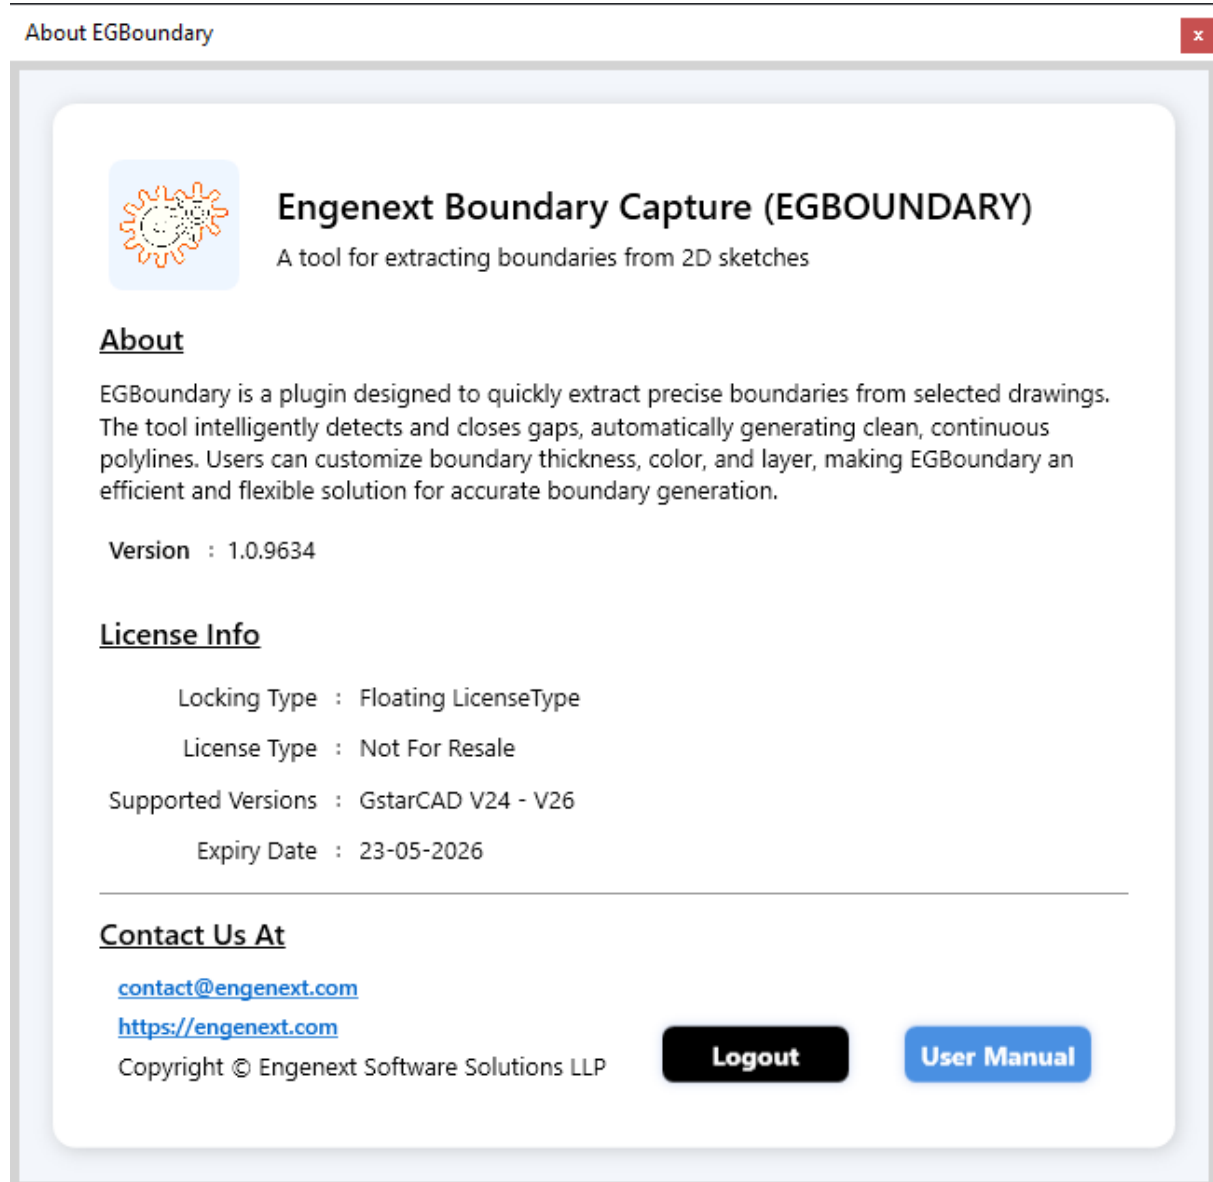 About EGBoundary
x
Engenext Boundary Capture (EGBOUNDARY)
A tool for extracting boundaries from 2D sketches
About
EGBoundary is a plugin designed to quickly extract precise boundaries from selected drawings.
The tool intelligently detects and closes gaps, automatically generating clean, continuous
polylines. Users can customize boundary thickness, color, and layer, making EGBoundary an
efficient and flexible solution for accurate boundary generation.
Version : 1.0.9634
License Info
Locking Type : Floating LicenseType
License Type : Not For Resale
Supported Versions : GstarCAD V24 - V26
Expiry Date : 23-05-2026
Contact Us At
contact@engenext.com
https://engenext.com
Copyright © Engenext Software Solutions LLP
Logout
User Manual